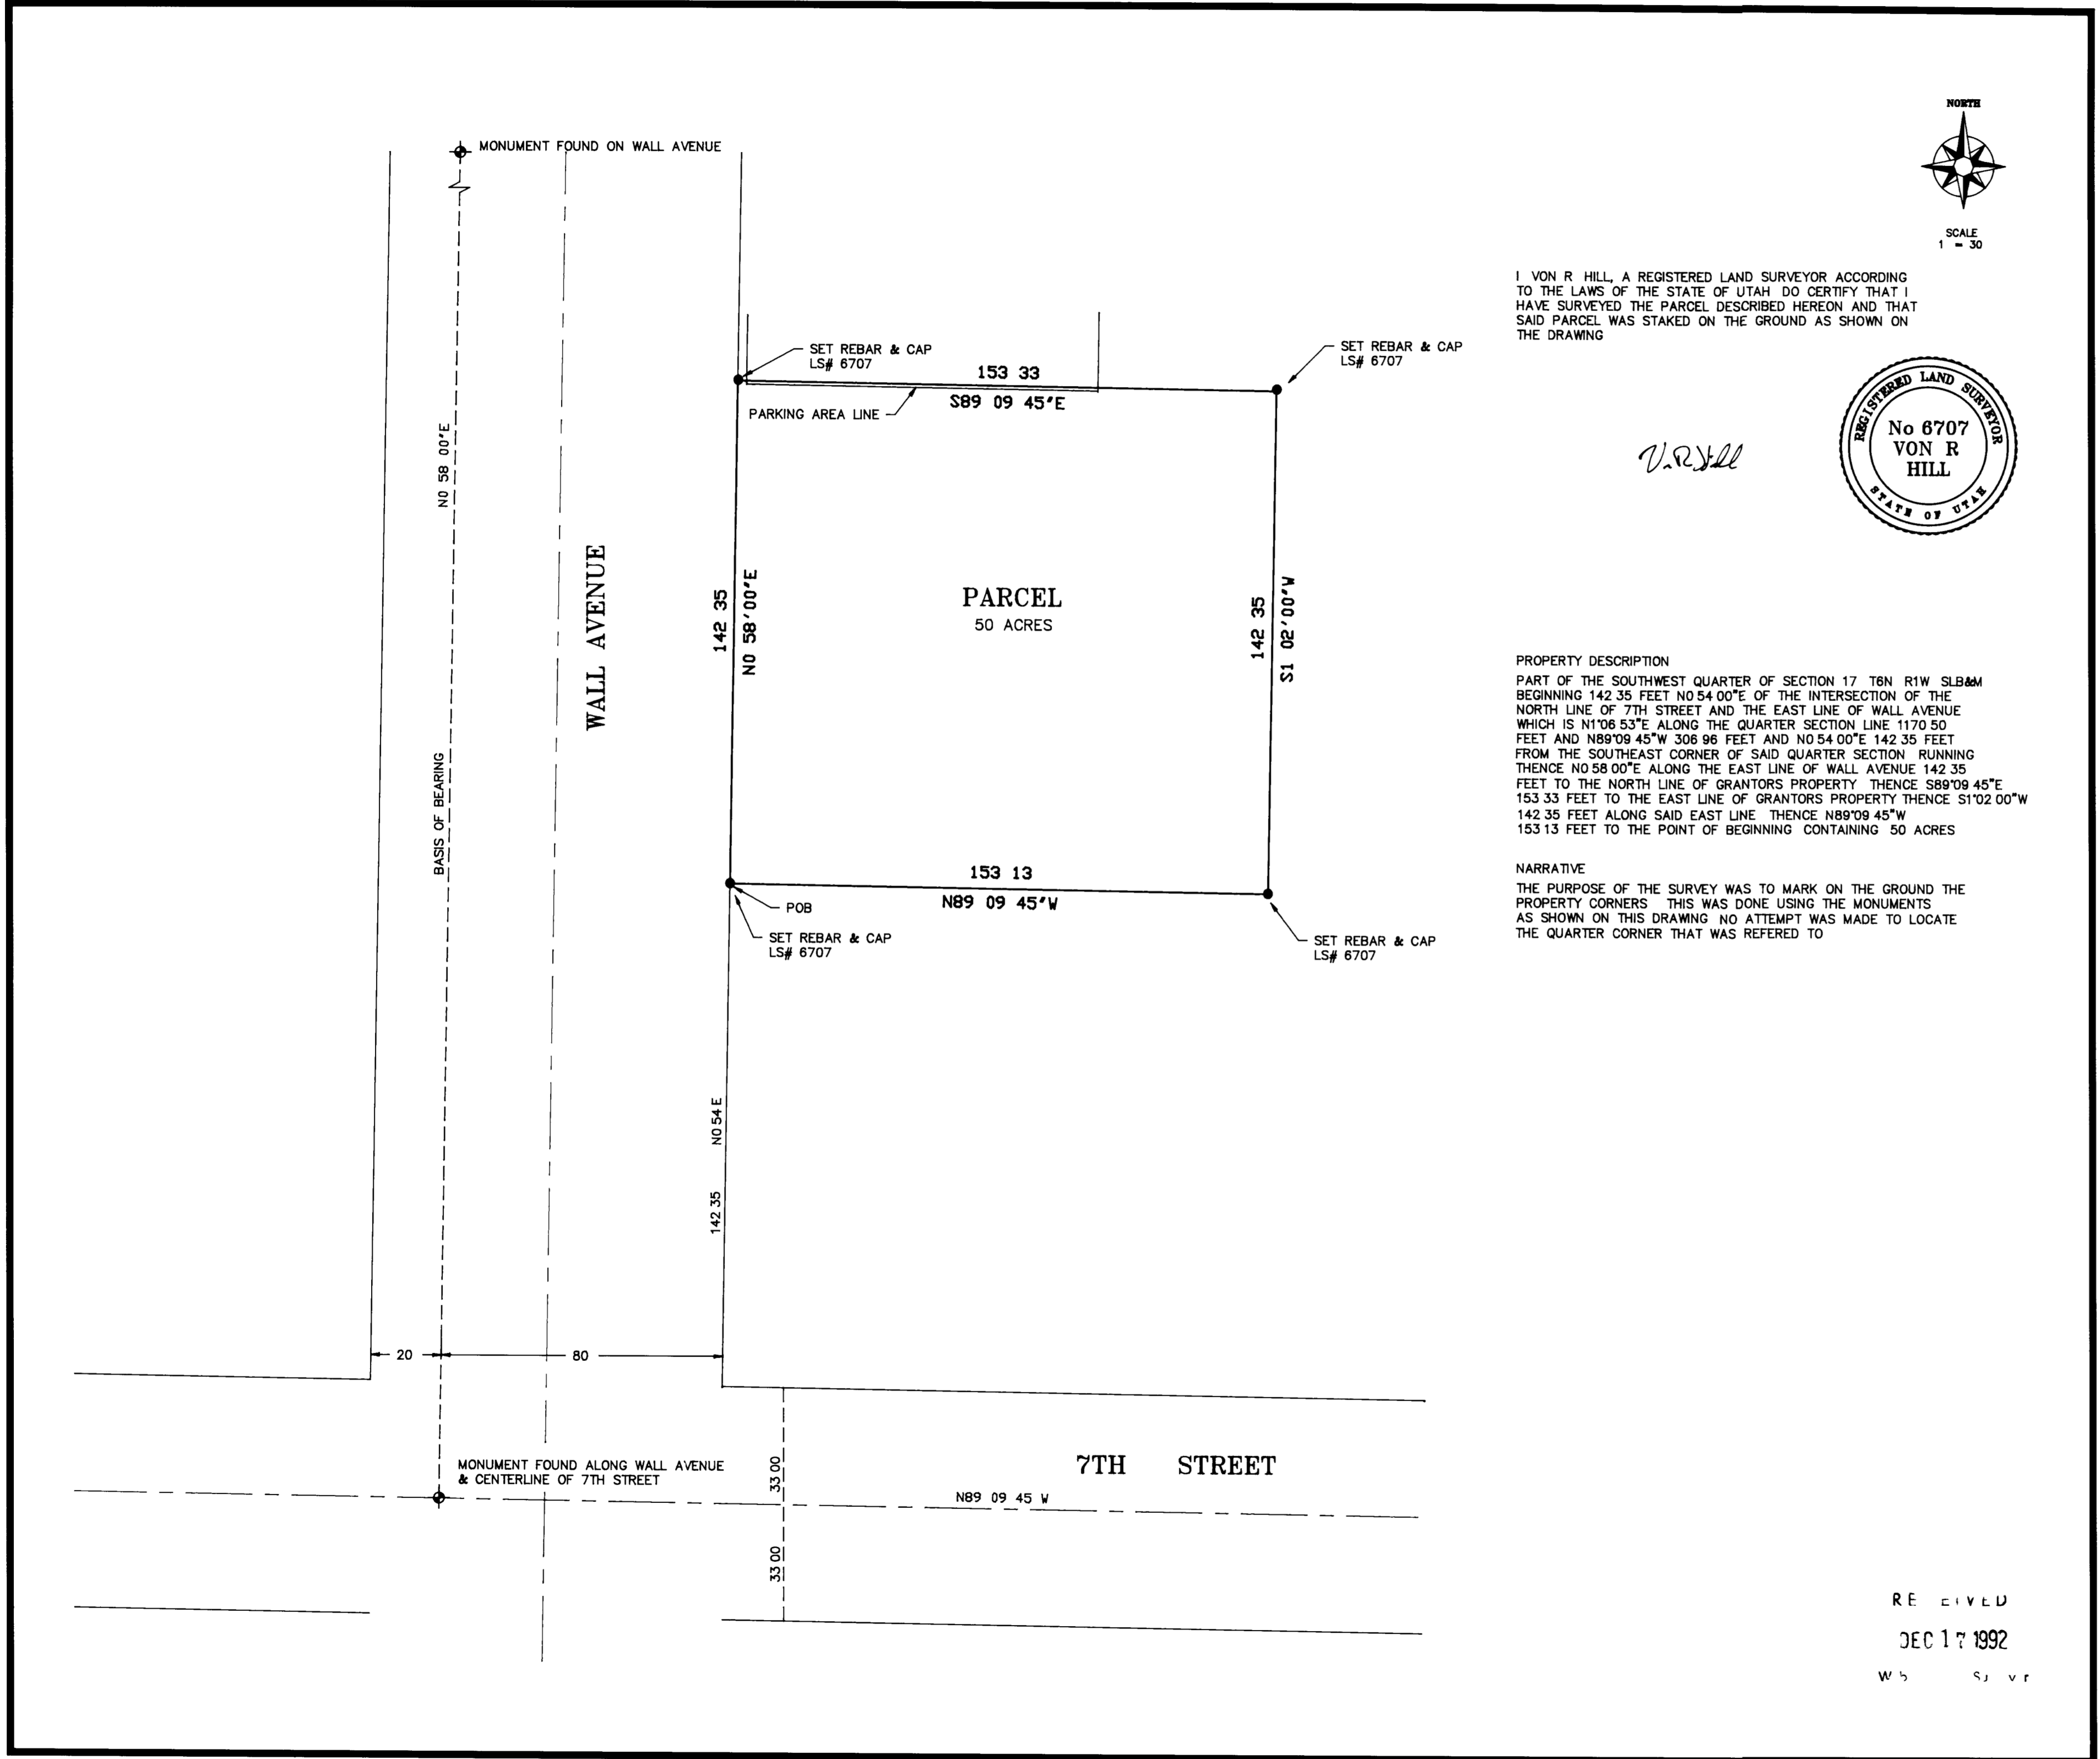 NORTH
SCALE
1 = 30
MONUMENT FOUND ON WALL AVENUE
I VON R HILL, A REGISTERED LAND SURVEYOR ACCORDING
TO THE LAWS OF THE STATE OF UTAH DO CERTIFY THAT I
HAVE SURVEYED THE PARCEL DESCRIBED HEREON AND THAT
SAID PARCEL WAS STAKED ON THE GROUND AS SHOWN ON
THE DRAWING
REGISTERED LAND SURVEYOR
No 6707
VON R
HILL
STATE OF UTAH
SET REBAR & CAP
LS# 6707
153 33
S89 09 45"E
PARKING AREA LINE
SET REBAR & CAP
LS# 6707
N0 58 00"E
BASIS OF BEARING
WALL AVENUE
142 35
N0 58'00"E
PARCEL
50 ACRES
142 35
S1 02'00"W
153 13
N89 09 45"W
POB
SET REBAR & CAP
LS# 6707
SET REBAR & CAP
LS# 6707
PROPERTY DESCRIPTION
PART OF THE SOUTHWEST QUARTER OF SECTION 17 T6N R1W SLB&M
BEGINNING 142 35 FEET N0 54 00"E OF THE INTERSECTION OF THE
NORTH LINE OF 7TH STREET AND THE EAST LINE OF WALL AVENUE
WHICH IS N1°06 53"E ALONG THE QUARTER SECTION LINE 1170 50
FEET AND N89°09 45"W 306 96 FEET AND N0 54 00"E 142 35 FEET
FROM THE SOUTHEAST CORNER OF SAID QUARTER SECTION RUNNING
THENCE N0 58 00"E ALONG THE EAST LINE OF WALL AVENUE 142 35
FEET TO THE NORTH LINE OF GRANTORS PROPERTY THENCE S89°09 45"E
153 33 FEET TO THE EAST LINE OF GRANTORS PROPERTY THENCE S1°02 00"W
142 35 FEET ALONG SAID EAST LINE THENCE N89°09 45"W
153 13 FEET TO THE POINT OF BEGINNING CONTAINING 50 ACRES
NARRATIVE
THE PURPOSE OF THE SURVEY WAS TO MARK ON THE GROUND THE
PROPERTY CORNERS THIS WAS DONE USING THE MONUMENTS
AS SHOWN ON THIS DRAWING NO ATTEMPT WAS MADE TO LOCATE
THE QUARTER CORNER THAT WAS REFERED TO
142 35 N0 54 E
20
80
MONUMENT FOUND ALONG WALL AVENUE
& CENTERLINE OF 7TH STREET
33 00
33 00
7TH STREET
N89 09 45 W
DEC 17 1992